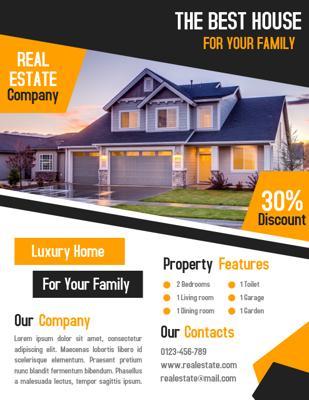 THE BEST HOUSE
FOR YOUR FAMILY
REAL
ESTATE
Company
30%
Discount
Luxury Home
For Your Family
Property Features
2 Bedrooms
1 Toilet
1 Living room
1 Garage
1 Dining room
1 Garden
Our Company
Lorem ipsum dolor sit amet, consectetur
adipiscing elit. Maecenas lobortis libero id
scelerisque elementum. Praesent pretium
nunc blandit efficitur bibendum. Phasellus
a malesuada lectus, tempor sagittis ipsum.
Our Contacts
0123-456-789
www.realestate.com
realestate@mail.com